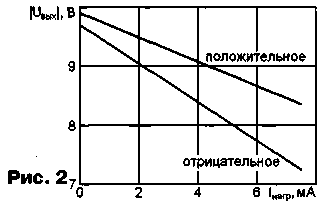 |Uвых|, В
положительное
9
8
отрицательное
Рис. 2
7
0 2 4 6 Iнагр, мА